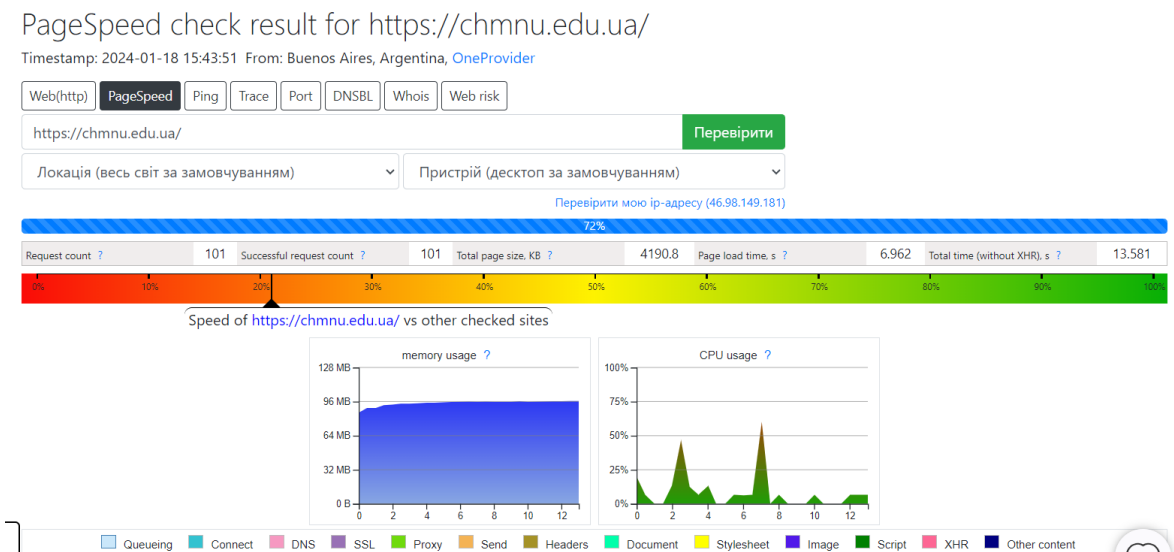 PageSpeed check result for https://chmnu.edu.ua/
Timestamp: 2024-01-18 15:43:51 From: Buenos Aires, Argentina, OneProvider
Web(http) PageSpeed Ping Trace Port DNSBL Whois Web risk
https://chmnu.edu.ua/ Перевірити
Локація (весь світ за замовчуванням) Пристрій (десктоп за замовчуванням)
Перевірити мою ip-адресу (46.98.149.181)
72%
Request count ? 101 Successful request count ? 101 Total page size, KB ? 4190.8 Page load time, s ? 6.962 Total time (without XHR), s ? 13.581
0% 10% 20% 30% 40% 50% 60% 70% 80% 90% 100%
Speed of https://chmnu.edu.ua/ vs other checked sites
memory usage ?
128 MB
96 MB
64 MB
32 MB
0 B
0 2 4 6 8 10 12
CPU usage ?
100%
75%
50%
25%
0%
0 2 4 6 8 10 12
Queueing Connect DNS SSL Proxy Send Headers Document Stylesheet Image Script XHR Other content